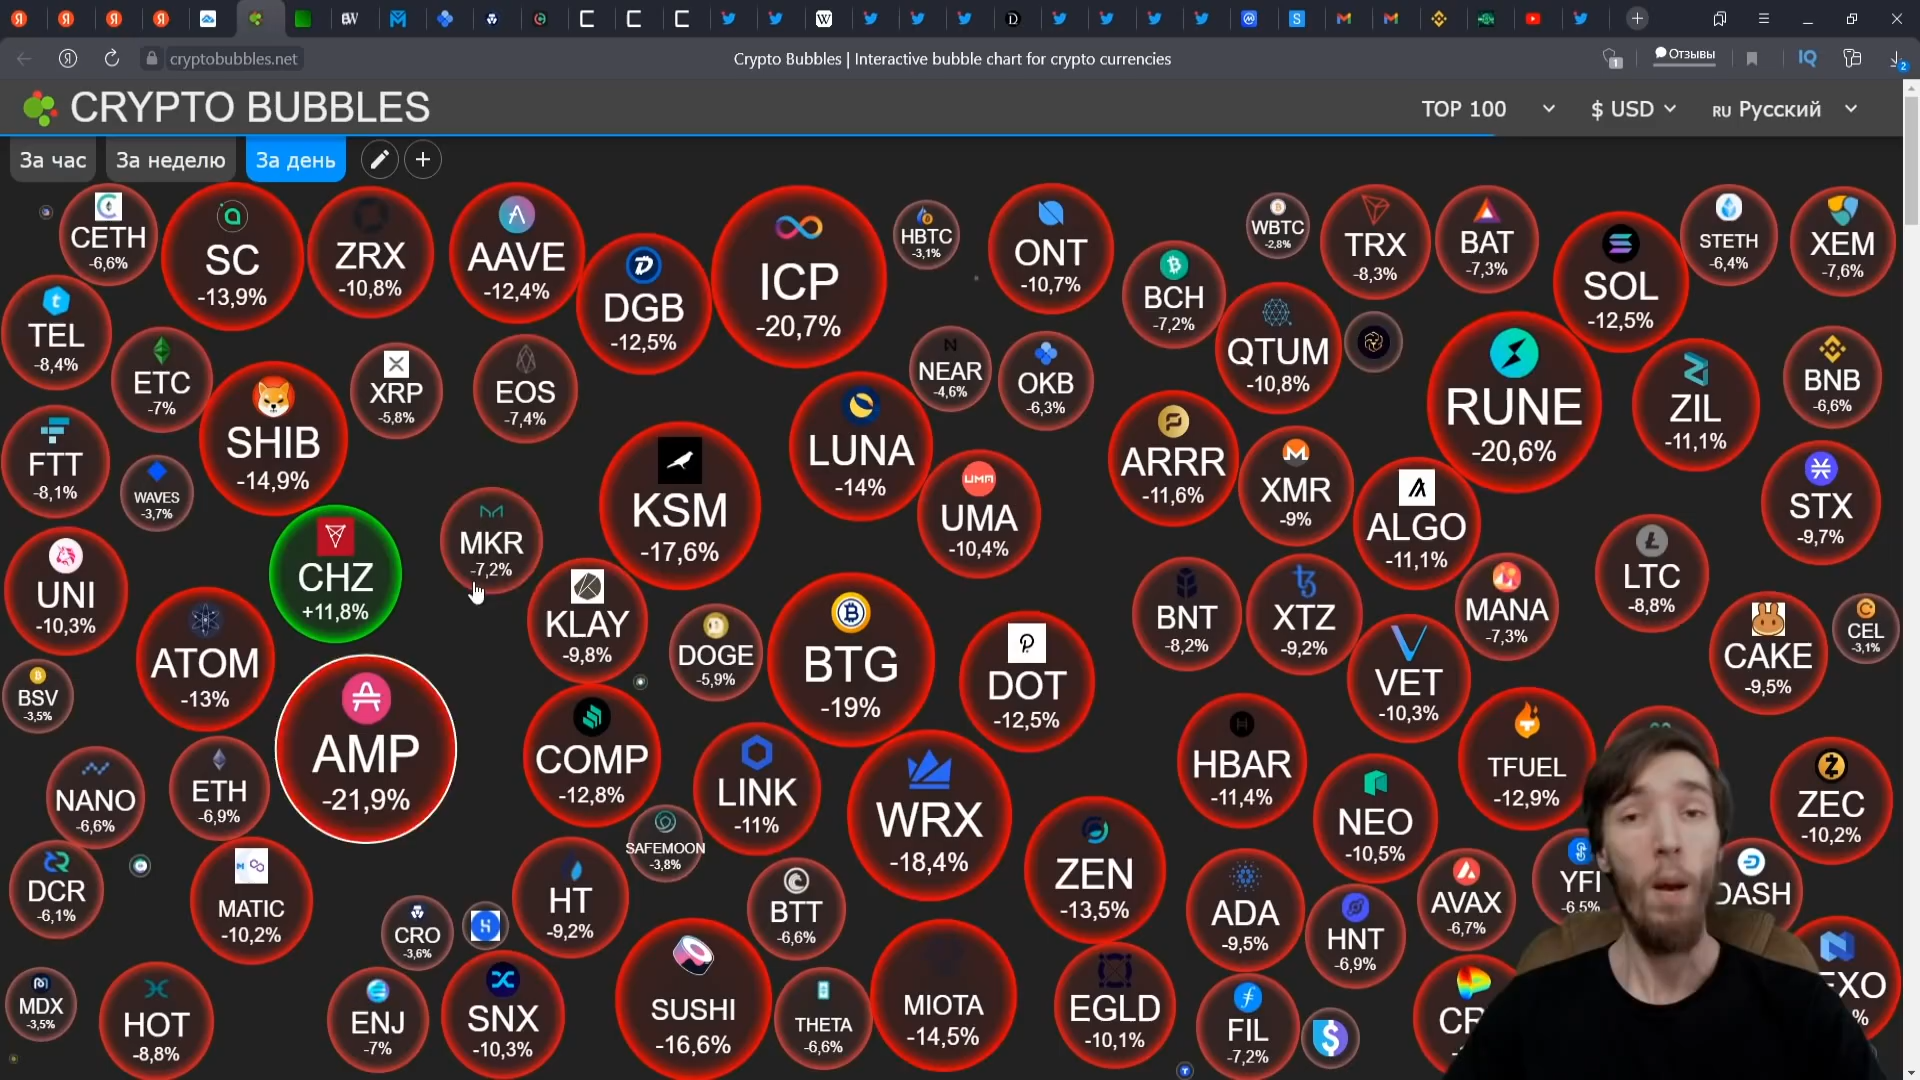 cryptobubbles.net
Crypto Bubbles | Interactive bubble chart for crypto currencies
Отзывы
CRYPTO BUBBLES
TOP 100
$ USD
RU Русский
За час
За неделю
За день
CETH
-6,6%
SC
-13,9%
ZRX
-10,8%
AAVE
-12,4%
DGB
-12,5%
ICP
-20,7%
HBTC
-3,1%
ONT
-10,7%
BCH
-7,2%
WBTC
-2,8%
TRX
-8,3%
BAT
-7,3%
SOL
-12,5%
STETH
-6,4%
XEM
-7,6%
TEL
-8,4%
ETC
-7%
SHIB
-14,9%
XRP
-5,8%
EOS
-7,4%
NEAR
-4,6%
OKB
-6,3%
QTUM
-10,8%
RUNE
-20,6%
ZIL
-11,1%
BNB
-6,6%
FTT
-8,1%
WAVES
-3,7%
KSM
-17,6%
LUNA
-14%
UMA
-10,4%
ARRR
-11,6%
XMR
-9%
ALGO
-11,1%
STX
-9,7%
UNI
-10,3%
CHZ
+11,8%
MKR
-7,2%
KLAY
-9,8%
DOGE
-5,9%
BTG
-19%
DOT
-12,5%
BNT
-8,2%
XTZ
-9,2%
MANA
-7,3%
LTC
-8,8%
CAKE
-9,5%
CEL
-3,1%
BSV
-3,5%
ATOM
-13%
AMP
-21,9%
COMP
-12,8%
LINK
-11%
WRX
-18,4%
VET
-10,3%
HBAR
-11,4%
TFUEL
-12,9%
NANO
-6,6%
ETH
-6,9%
SAFEMOON
-3,8%
ZEN
-13,5%
NEO
-10,5%
ZEC
-10,2%
DCR
-6,1%
MATIC
-10,2%
CRO
-3,6%
HT
-9,2%
BTT
-6,6%
ADA
-9,5%
HNT
-6,9%
AVAX
-6,7%
YFI
-6,5%
DASH
MDX
-3,5%
HOT
-8,8%
ENJ
-7%
SNX
-10,3%
SUSHI
-16,6%
THETA
-6,6%
MIOTA
-14,5%
EGLD
-10,1%
FIL
-7,2%